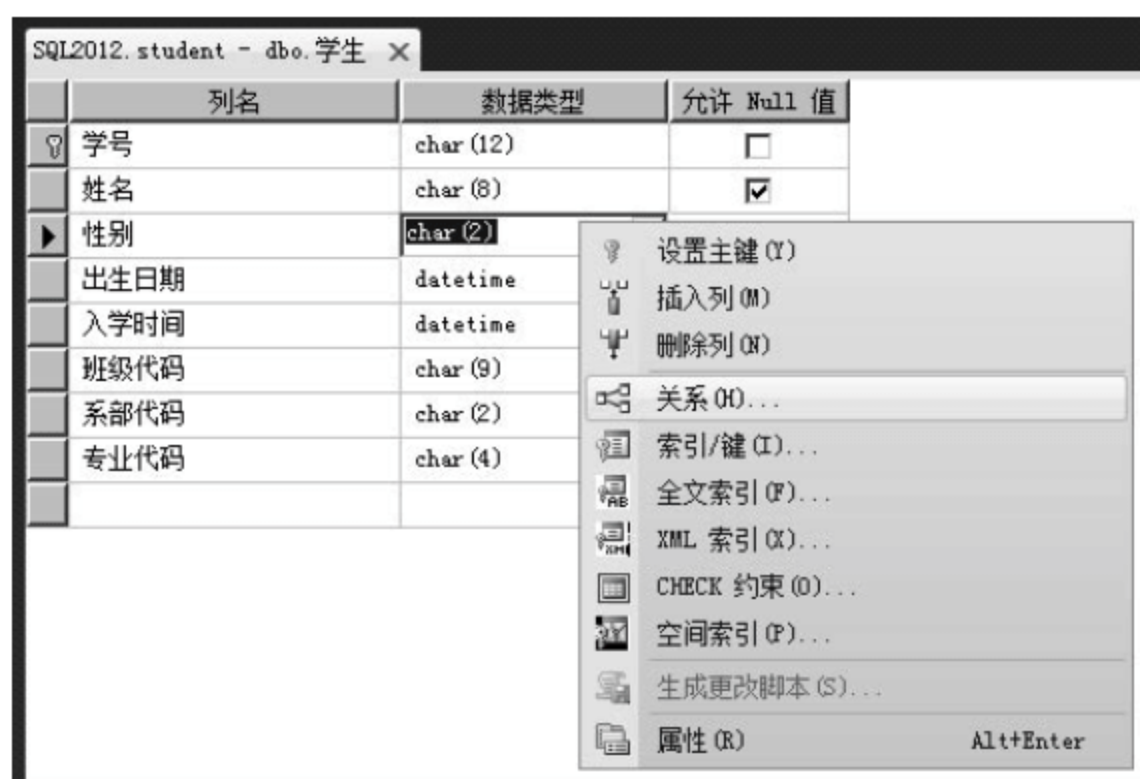 SQL2012.student - dbo.学生
列名 数据类型 允许 Null 值
学号 char(12)
姓名 char(8)
性别 char(2)
出生日期 datetime
入学时间 datetime
班级代码 char(9)
系部代码 char(2)
专业代码 char(4)
设置主键(Y)
插入列(M)
删除列(N)
关系(H)...
索引/键(I)...
全文索引(F)...
XML 索引(X)...
CHECK 约束(O)...
空间索引(P)...
生成更改脚本(S)...
属性(R) Alt+Enter